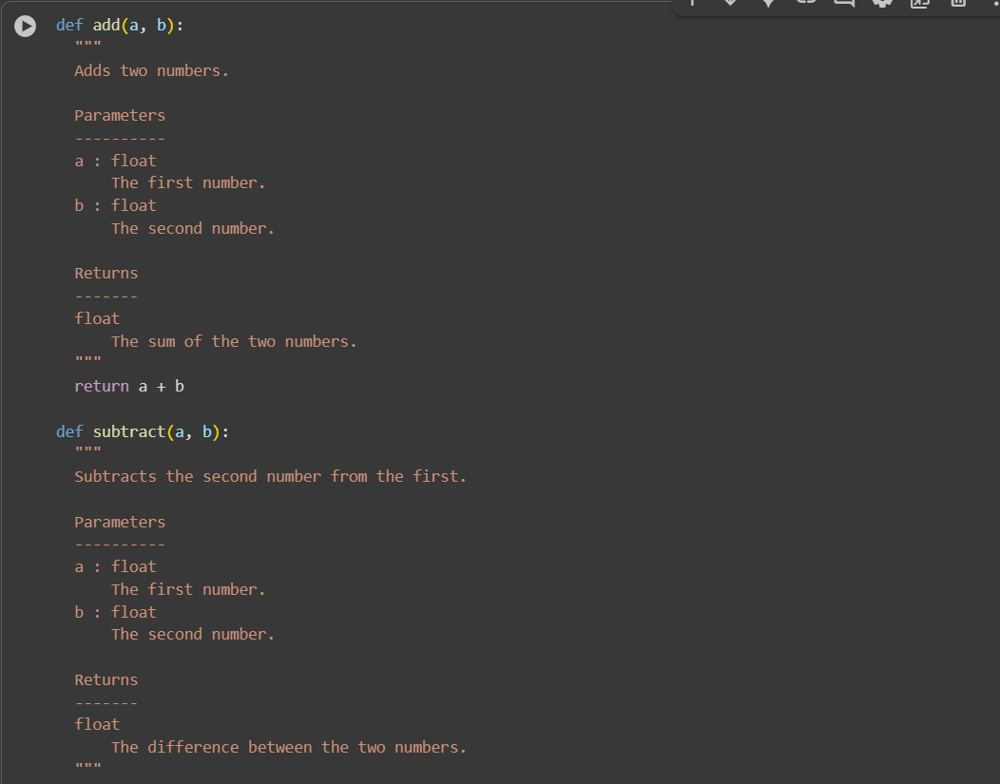 def add(a, b):
  """
  Adds two numbers.

  Parameters
  ----------
  a : float
      The first number.
  b : float
      The second number.

  Returns
  -------
  float
      The sum of the two numbers.
  """
  return a + b

def subtract(a, b):
  """
  Subtracts the second number from the first.

  Parameters
  ----------
  a : float
      The first number.
  b : float
      The second number.

  Returns
  -------
  float
      The difference between the two numbers.
  """